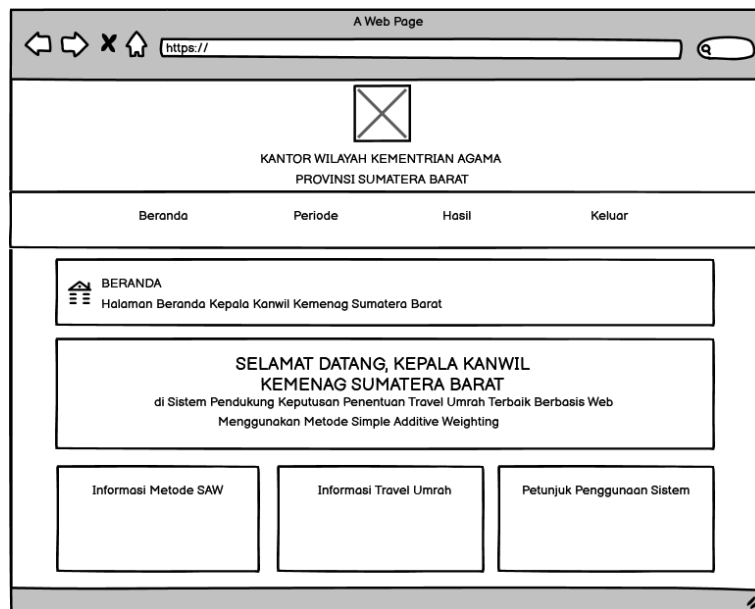 A Web Page
https://
KANTOR WILAYAH KEMENTRIAN AGAMA
PROVINSI SUMATERA BARAT
Beranda Periode Hasil Keluar
BERANDA
Halaman Beranda Kepala Kanwil Kemenag Sumatera Barat
SELAMAT DATANG, KEPALA KANWIL
KEMENAG SUMATERA BARAT
di Sistem Pendukung Keputusan Penentuan Travel Umrah Terbaik Berbasis Web
Menggunakan Metode Simple Additive Weighting
Informasi Metode SAW Informasi Travel Umrah Petunjuk Penggunaan Sistem